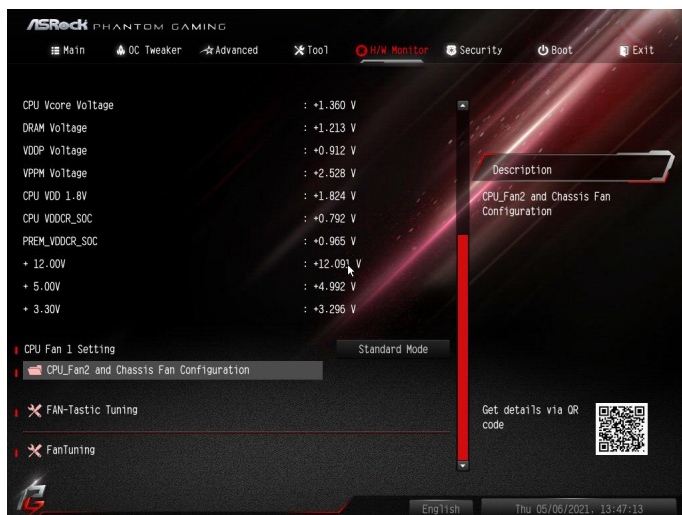 ASRock PHANTOM GAMING
Main OC Tweaker Advanced Tool H/W Monitor Security Boot Exit
CPU Vcore Voltage : +1.360 V
DRAM Voltage : +1.213 V
VDDP Voltage : +0.912 V
VPPM Voltage : +2.528 V
CPU VDD 1.8V : +1.824 V
CPU VDDCR_SOC : +0.792 V
PREM_VDDCR_SOC : +0.965 V
+ 12.00V : +12.091 V
+ 5.00V : +4.992 V
+ 3.30V : +3.296 V
CPU Fan 1 Setting Standard Mode
CPU_Fan2 and Chassis Fan Configuration
FAN-Tastic Tuning
FanTuning
Description
CPU_Fan2 and Chassis Fan
Configuration
Get details via QR
code
English Thu 05/06/2021. 13:47:13